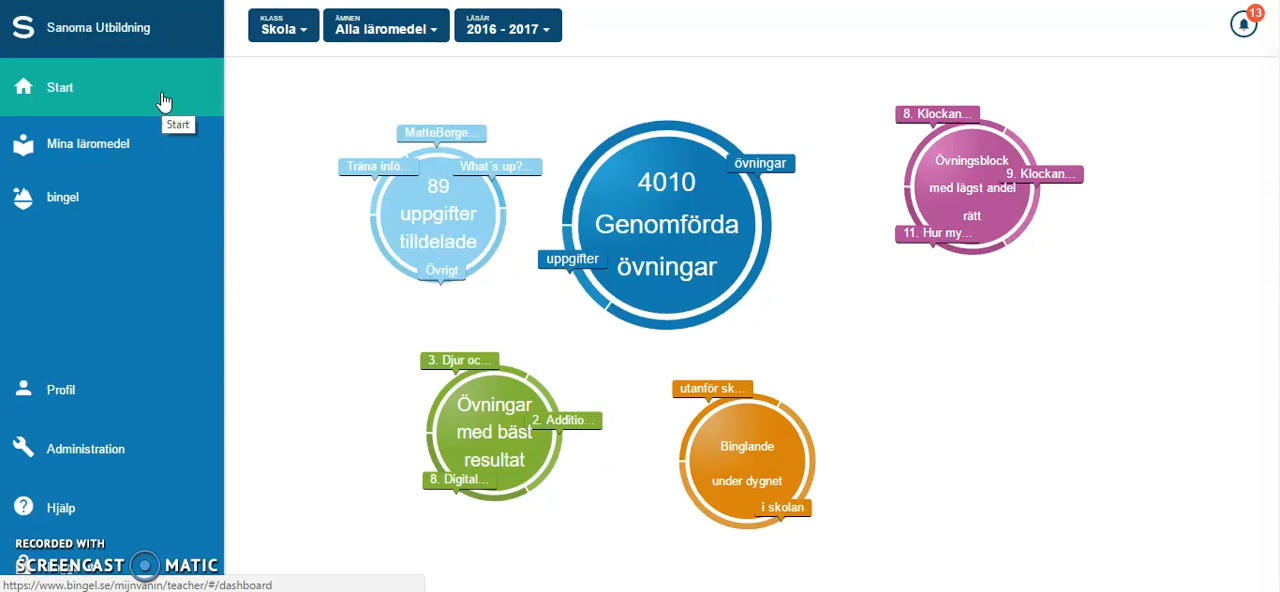 Sanoma Utbildning
KLASS
Skola
ÄMNEN
Alla läromedel
LÄSÅR
2016 - 2017
13
Start
Start
Mina läromedel
bingel
Profil
Administration
Hjälp
MatteBorge...
Träna info...
What´s up?...
89
uppgifter
tilldelade
Övrigt
4010
Genomförda
övningar
övningar
uppgifter
8. Klockan...
Övningsblock
9. Klockan...
med lägst andel
rätt
11. Hur my...
3. Djur oc...
Övningar
2. Additio...
med bäst
resultat
8. Digital...
utanför sk...
Binglande
under dygnet
i skolan
RECORDED WITH
SCREENCAST MATIC
https://www.bingel.se/mijnvanin/teacher/#/dashboard